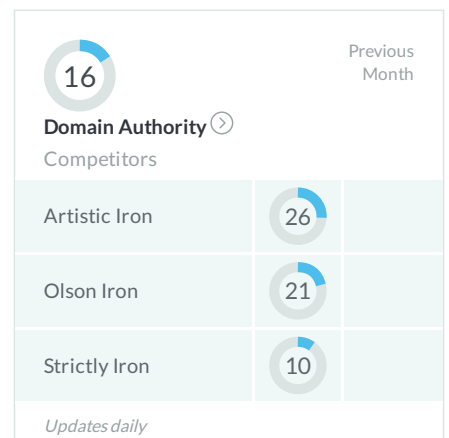 16
Previous
Month
Domain Authority
Competitors
Artistic Iron 26
Olson Iron 21
Strictly Iron 10
Updates daily